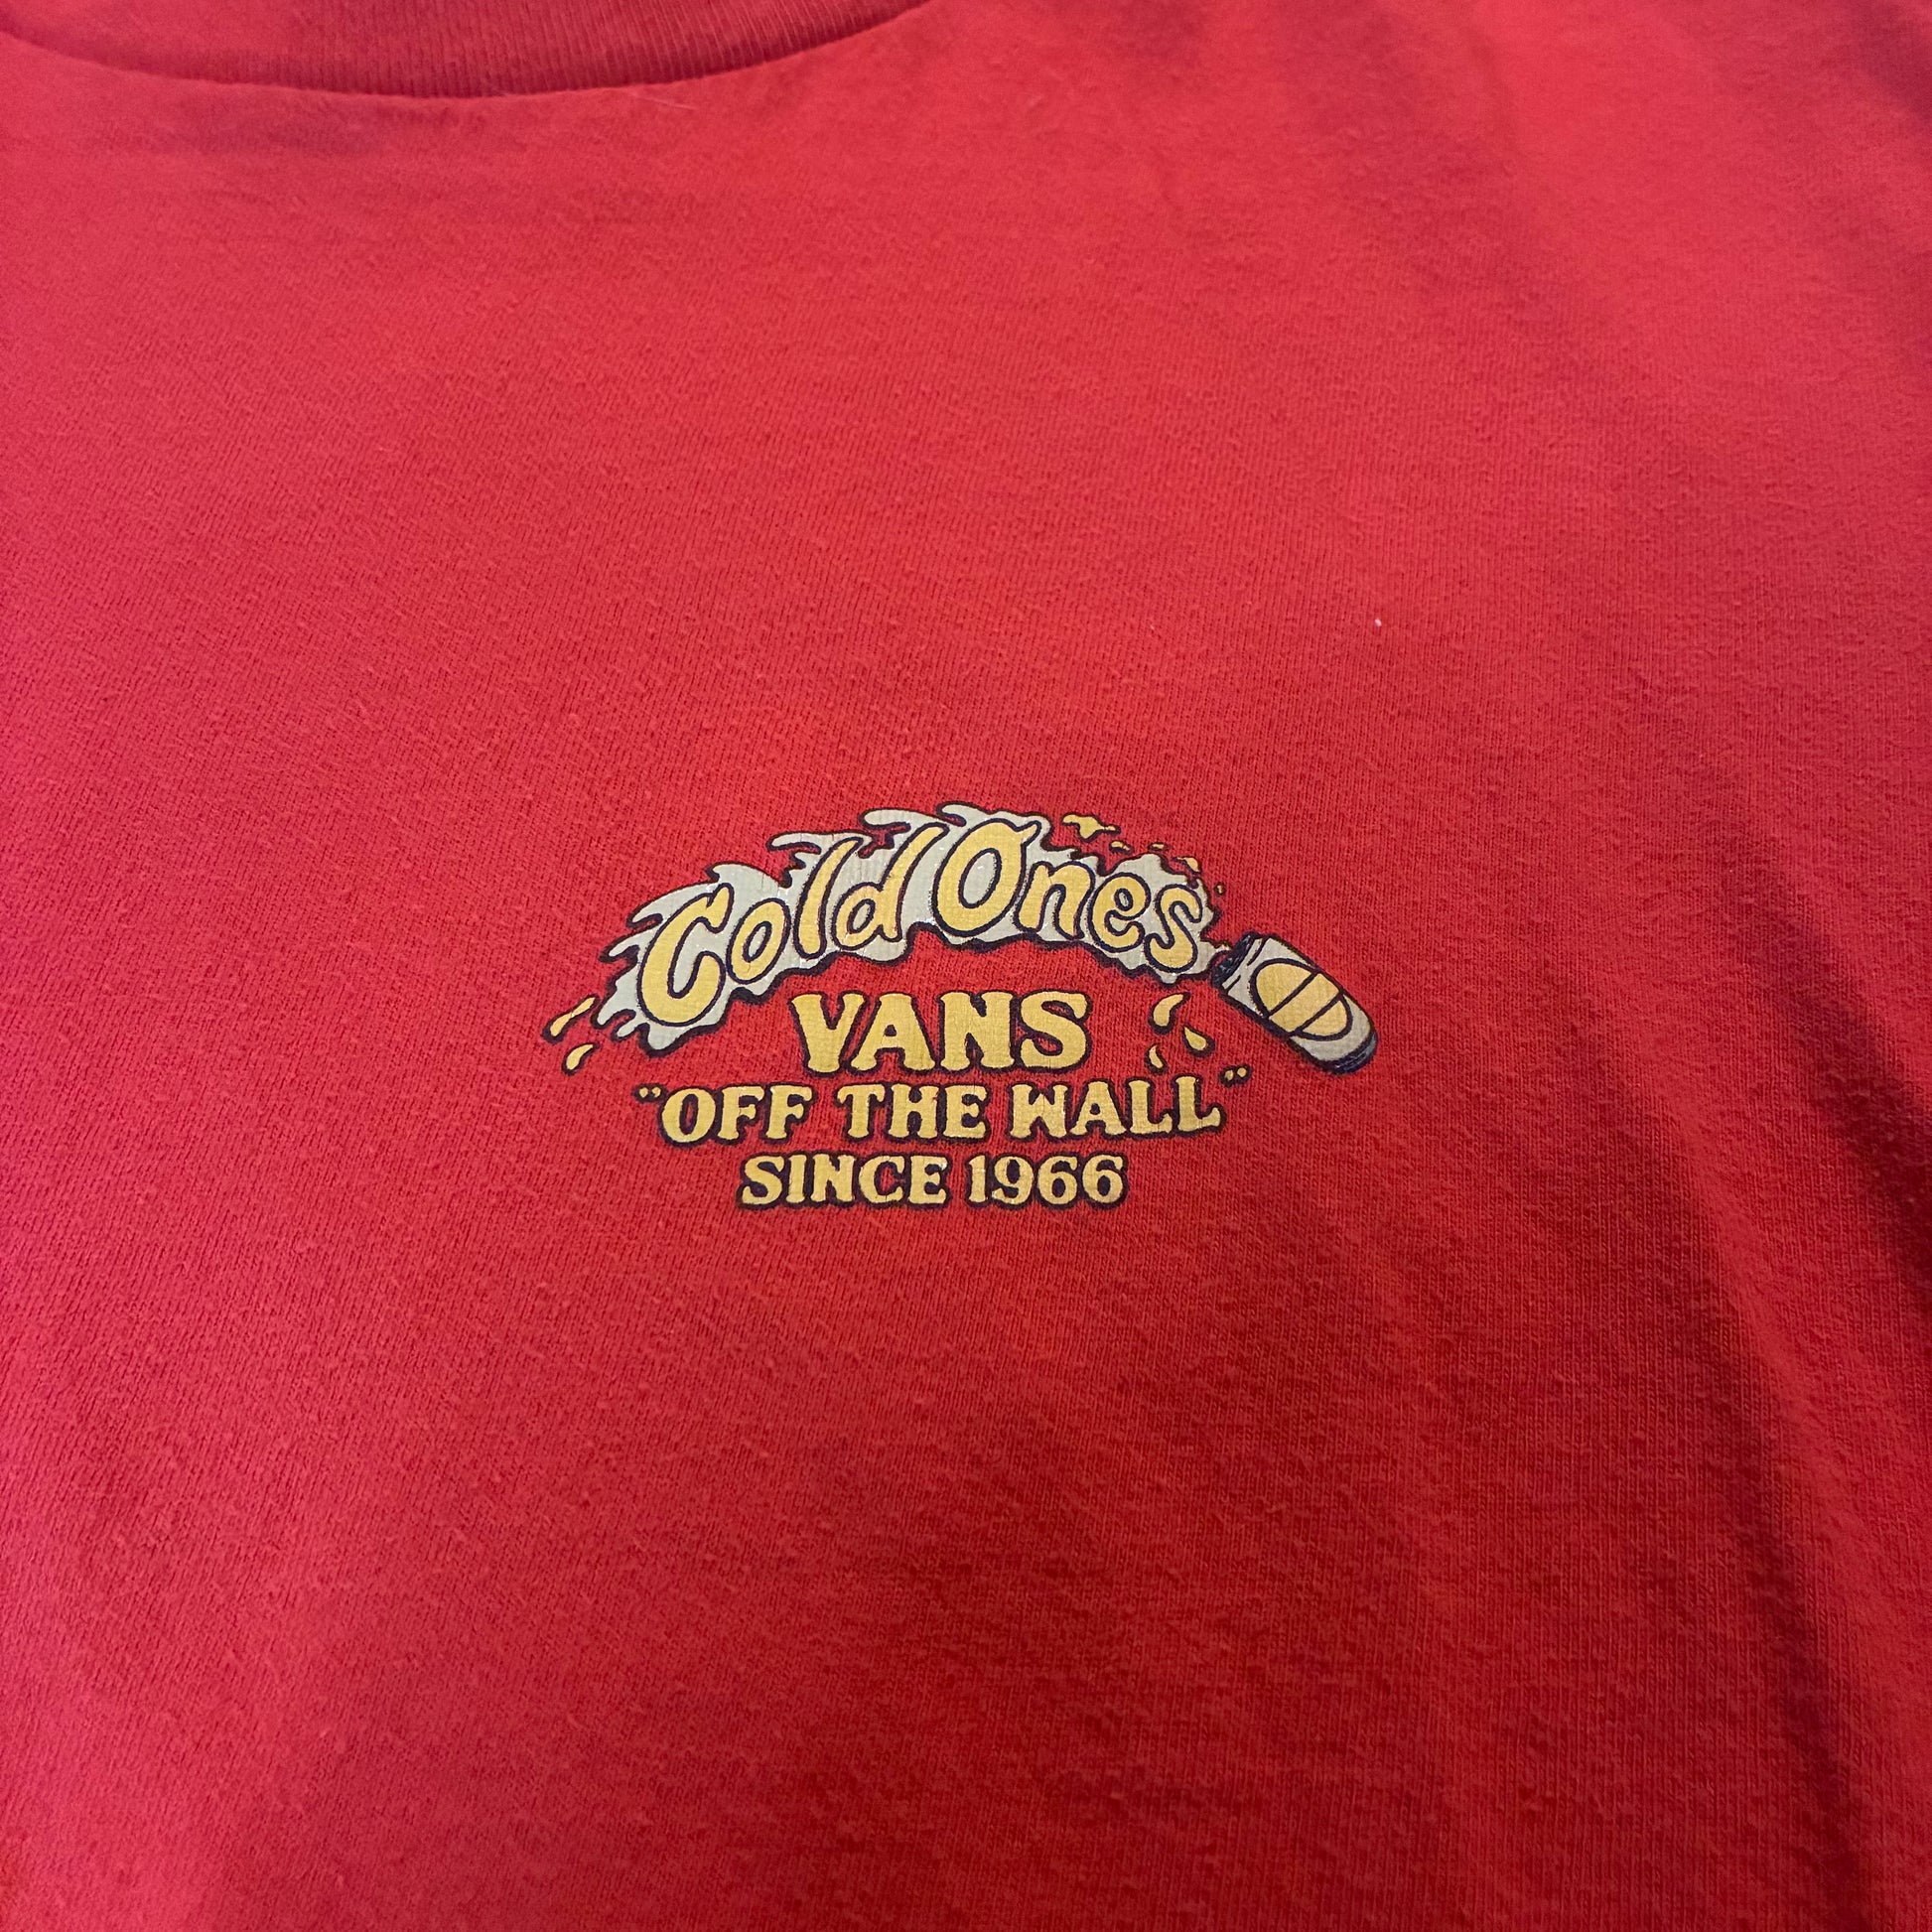 Cold Ones
VANS
"OFF THE WALL"
SINCE 1966